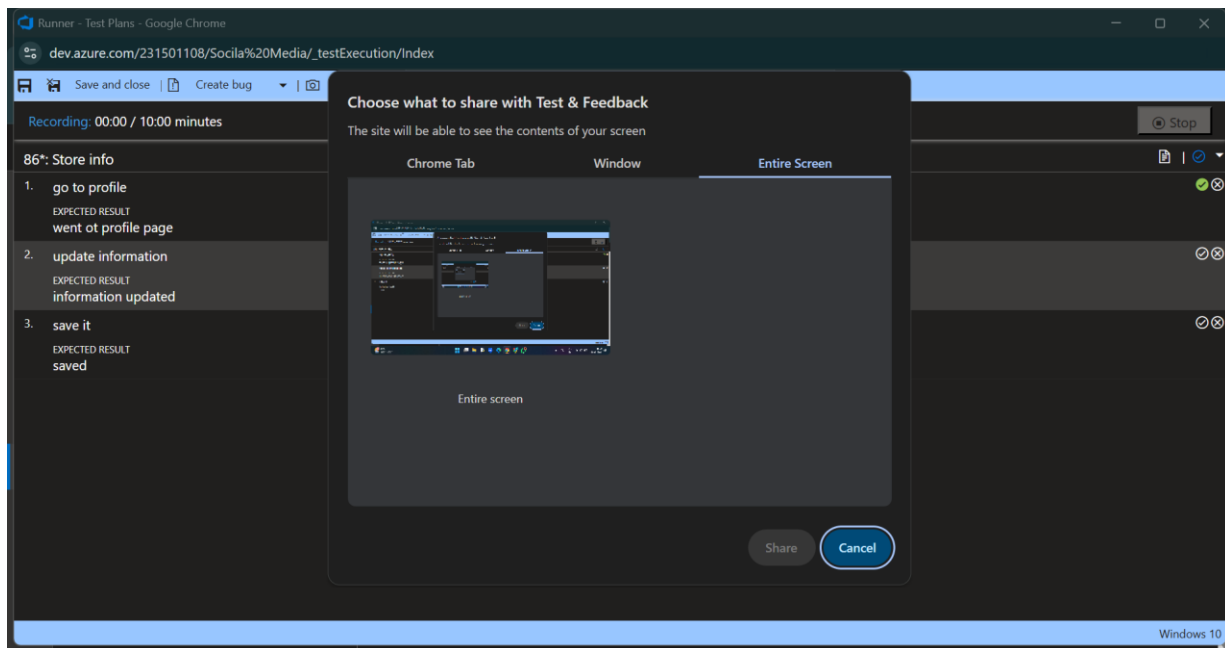 Runner - Test Plans - Google Chrome
dev.azure.com/231501108/Socila%20Media/_testExecution/Index
Save and close | Create bug
Recording: 00:00 / 10:00 minutes
Stop
86*: Store info
1. go to profile
EXPECTED RESULT
went ot profile page
2. update information
EXPECTED RESULT
information updated
3. save it
EXPECTED RESULT
saved
Choose what to share with Test & Feedback
The site will be able to see the contents of your screen
Chrome Tab Window Entire Screen
Entire screen
Share Cancel
Windows 10